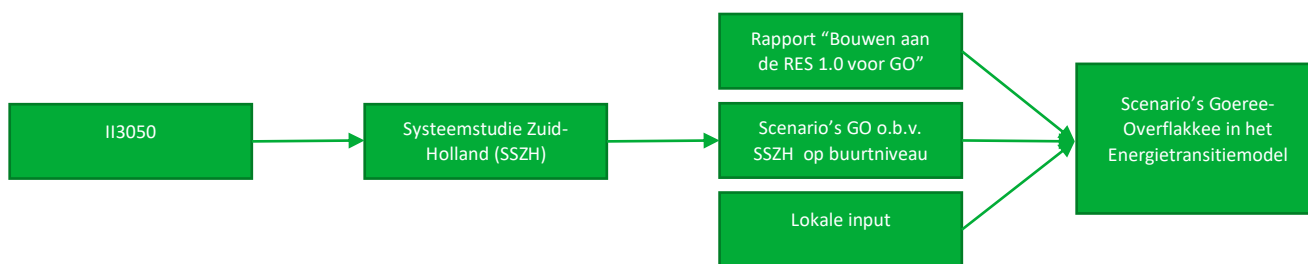 II3050
Systeemstudie Zuid-
Holland (SSZH)
Rapport “Bouwen aan
de RES 1.0 voor GO”
Scenario’s GO o.b.v.
SSZH op buurtniveau
Lokale input
Scenario’s Goeree-
Overflakkee in het
Energietransitiemodel